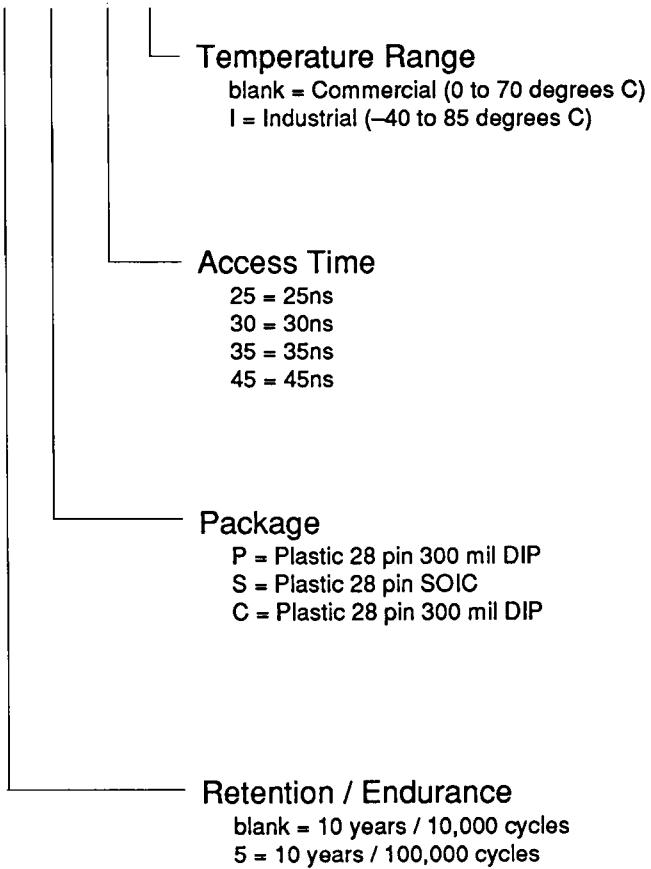 Temperature Range
blank = Commercial (0 to 70 degrees C)
I = Industrial (–40 to 85 degrees C)
Access Time
25 = 25ns
30 = 30ns
35 = 35ns
45 = 45ns
Package
P = Plastic 28 pin 300 mil DIP
S = Plastic 28 pin SOIC
C = Plastic 28 pin 300 mil DIP
Retention / Endurance
blank = 10 years / 10,000 cycles
5 = 10 years / 100,000 cycles